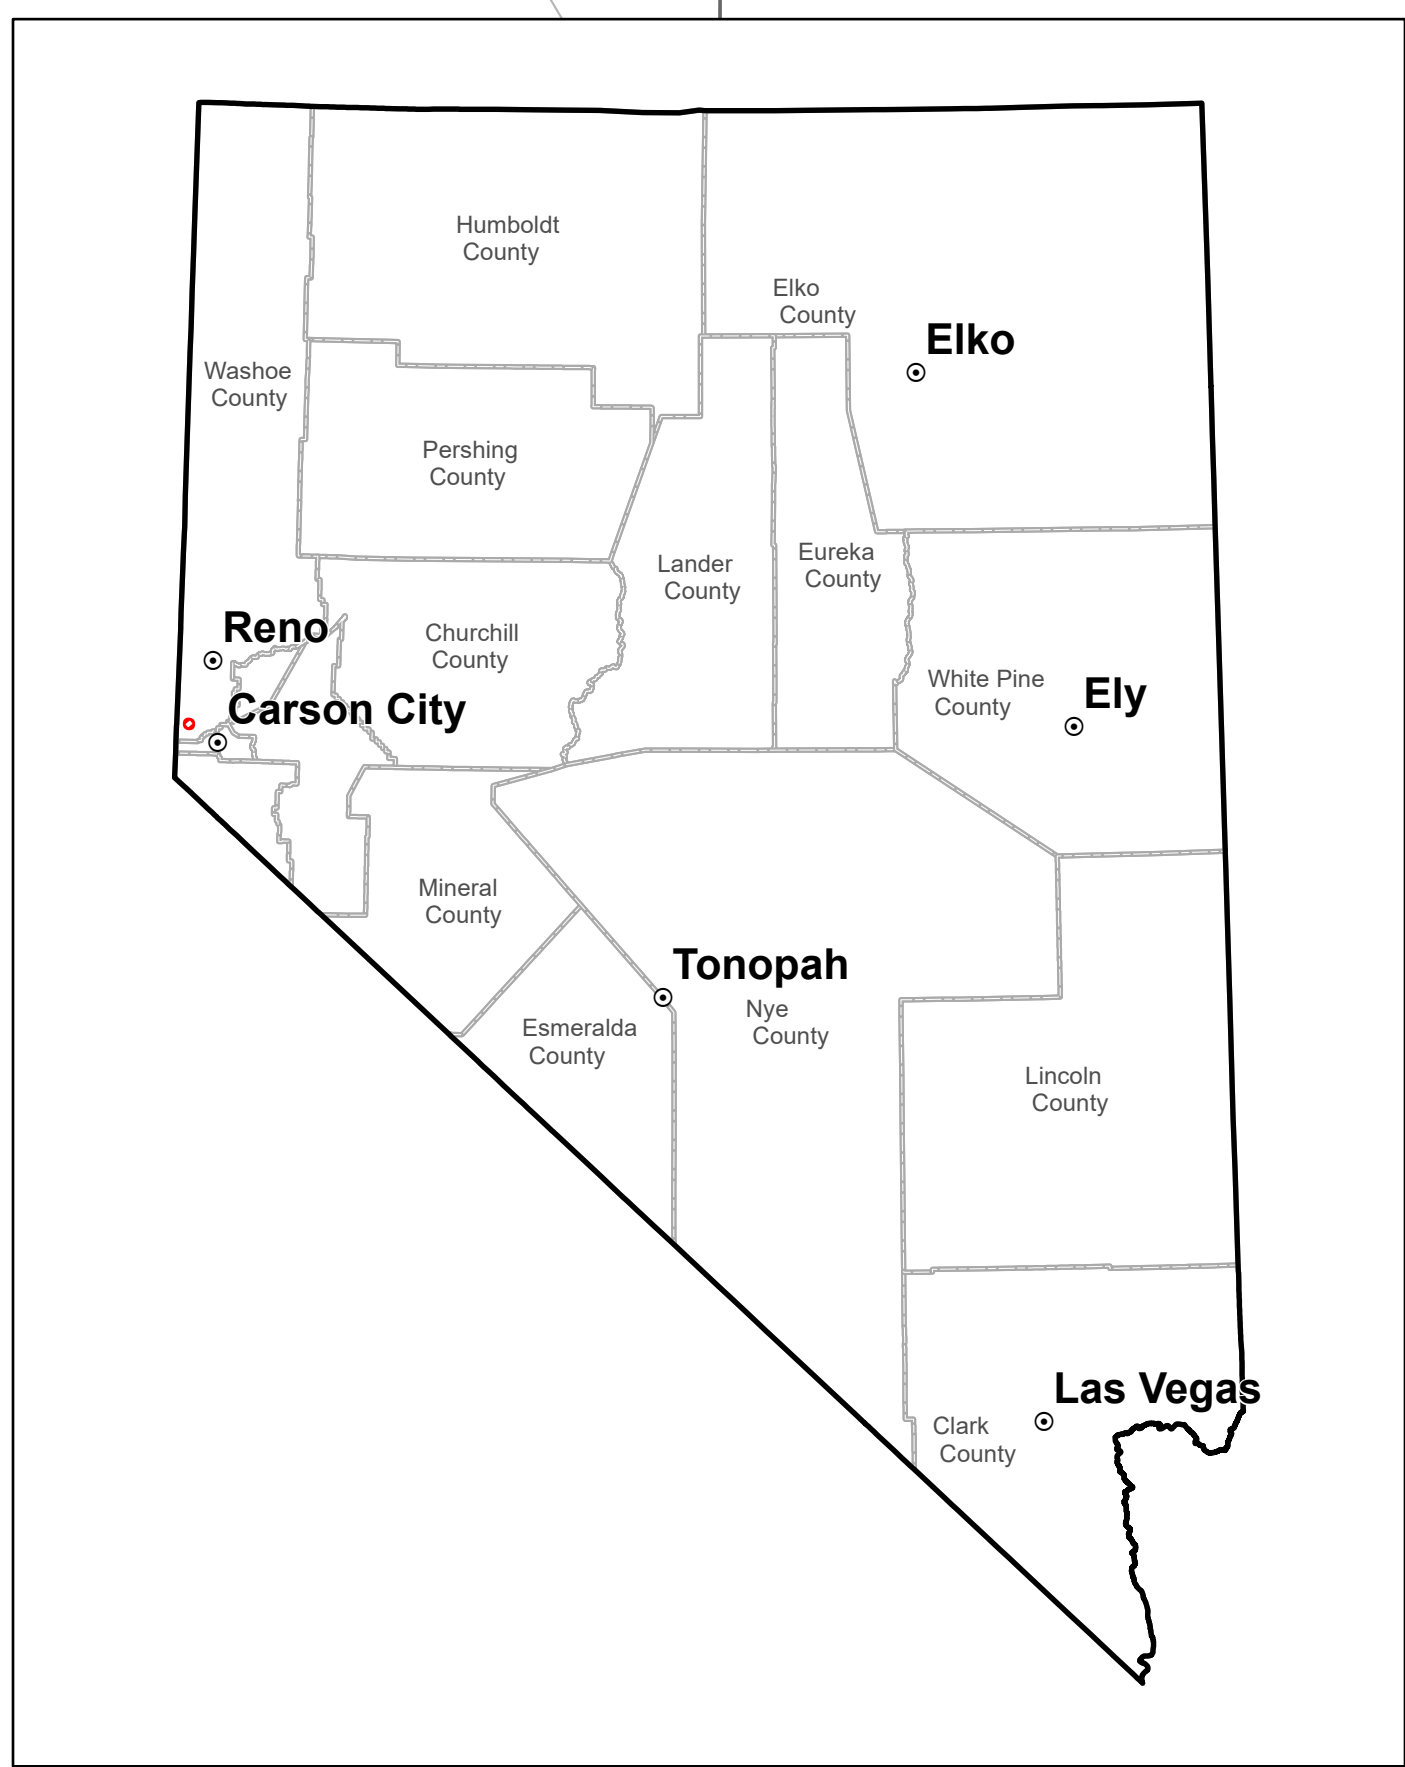 Humboldt
County
Elko
County
Elko
Washoe
County
Pershing
County
Lander
County
Eureka
County
Reno
Churchill
County
White Pine
County
Ely
Carson City
Mineral
County
Tonopah
Nye
County
Esmeralda
County
Lincoln
County
Las Vegas
Clark
County